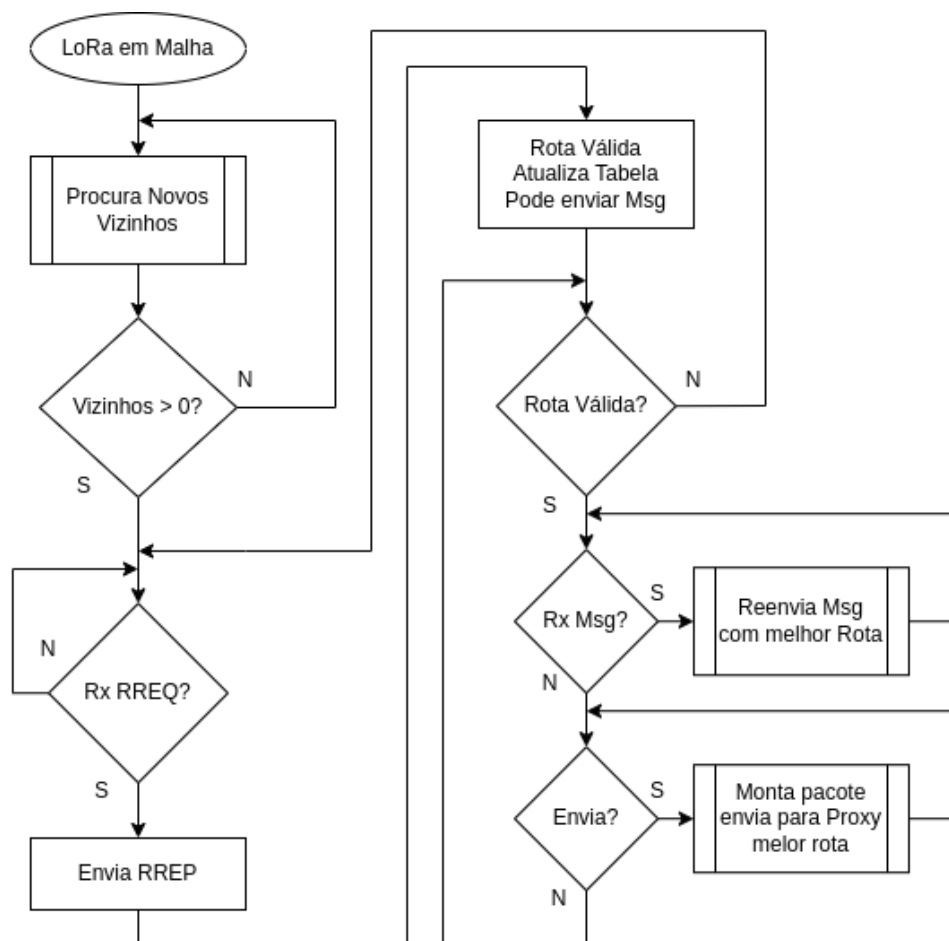 LoRa em Malha
Procura Novos
Vizinhos
Vizinhos > 0?
N
S
Rx RREQ?
N
S
Envia RREP
Rota Válida
Atualiza Tabela
Pode enviar Msg
Rota Válida?
N
S
Rx Msg?
S
N
Reenvia Msg
com melhor Rota
Envia?
S
N
Monta pacote
envia para Proxy
melor rota